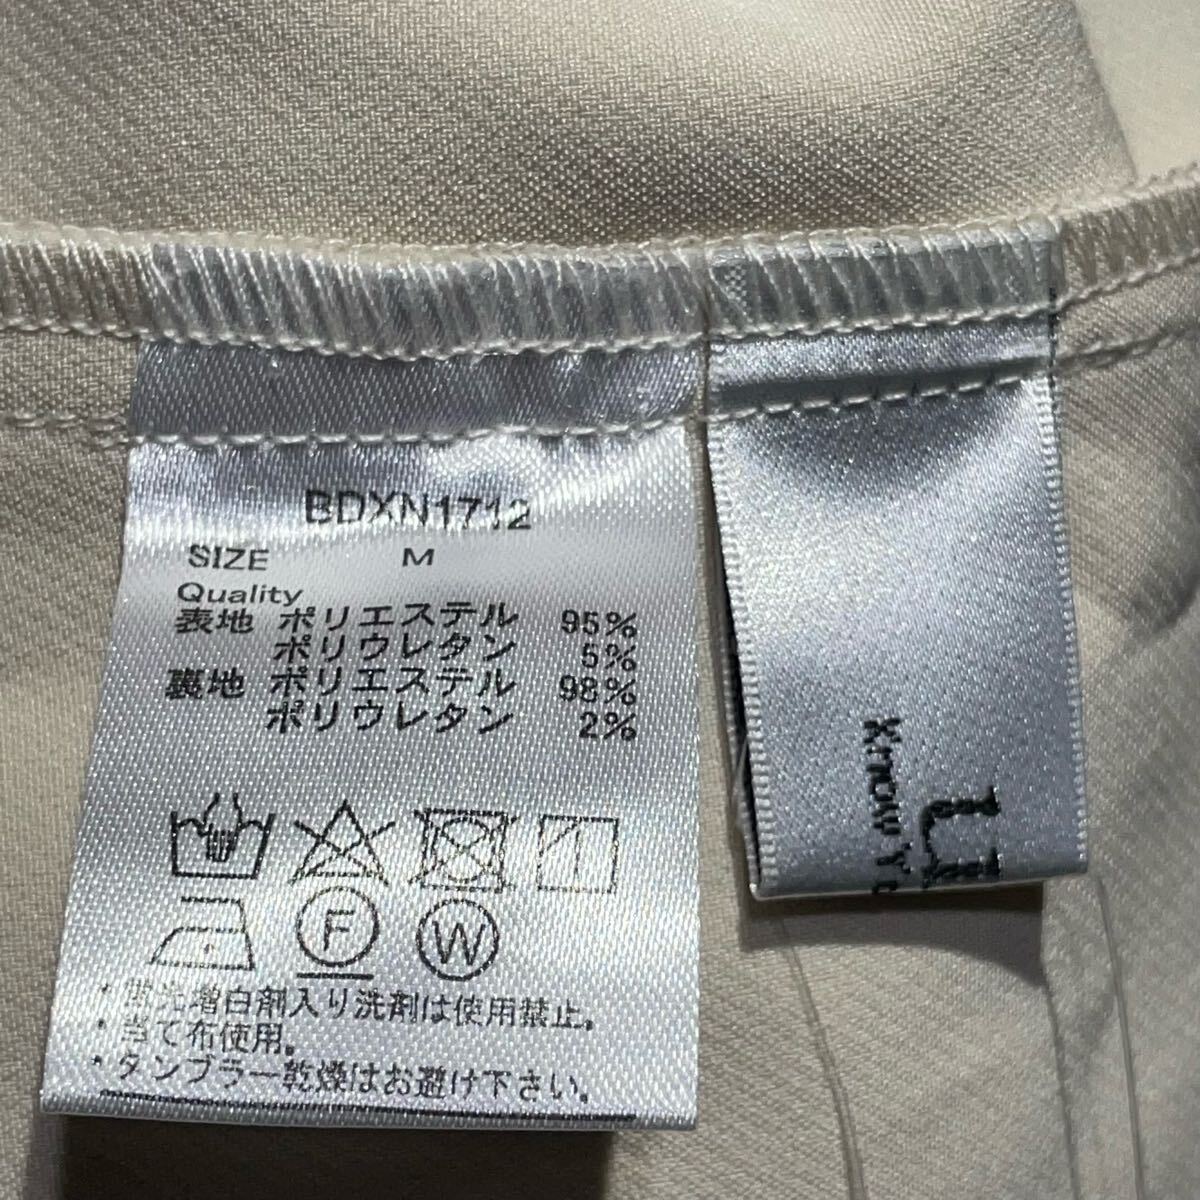 BDXN1712
SIZE M
Quality
表地 ポリエステル 95%
ポリウレタン 5%
裏地 ポリエステル 98%
ポリウレタン 2%
F W
・蛍光増白剤入り洗剤は使用禁止。
・当て布使用。
・タンブラー乾燥はお避け下さい。
Know